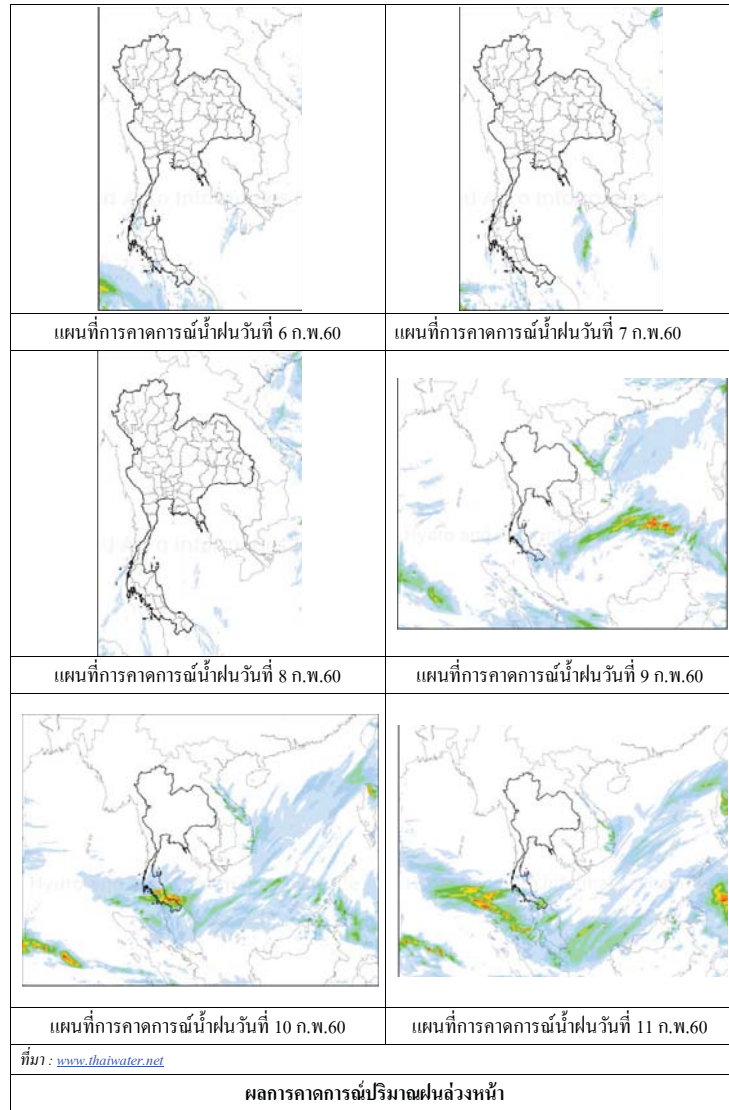 แผนที่การคาดการณ์น้ำฝนวันที่ 6 ก.พ.60
แผนที่การคาดการณ์น้ำฝนวันที่ 7 ก.พ.60
แผนที่การคาดการณ์น้ำฝนวันที่ 8 ก.พ.60
แผนที่การคาดการณ์น้ำฝนวันที่ 9 ก.พ.60
แผนที่การคาดการณ์น้ำฝนวันที่ 10 ก.พ.60
แผนที่การคาดการณ์น้ำฝนวันที่ 11 ก.พ.60
ที่มา : www.thaiwater.net
ผลการคาดการณ์ปริมาณฝนล่วงหน้า